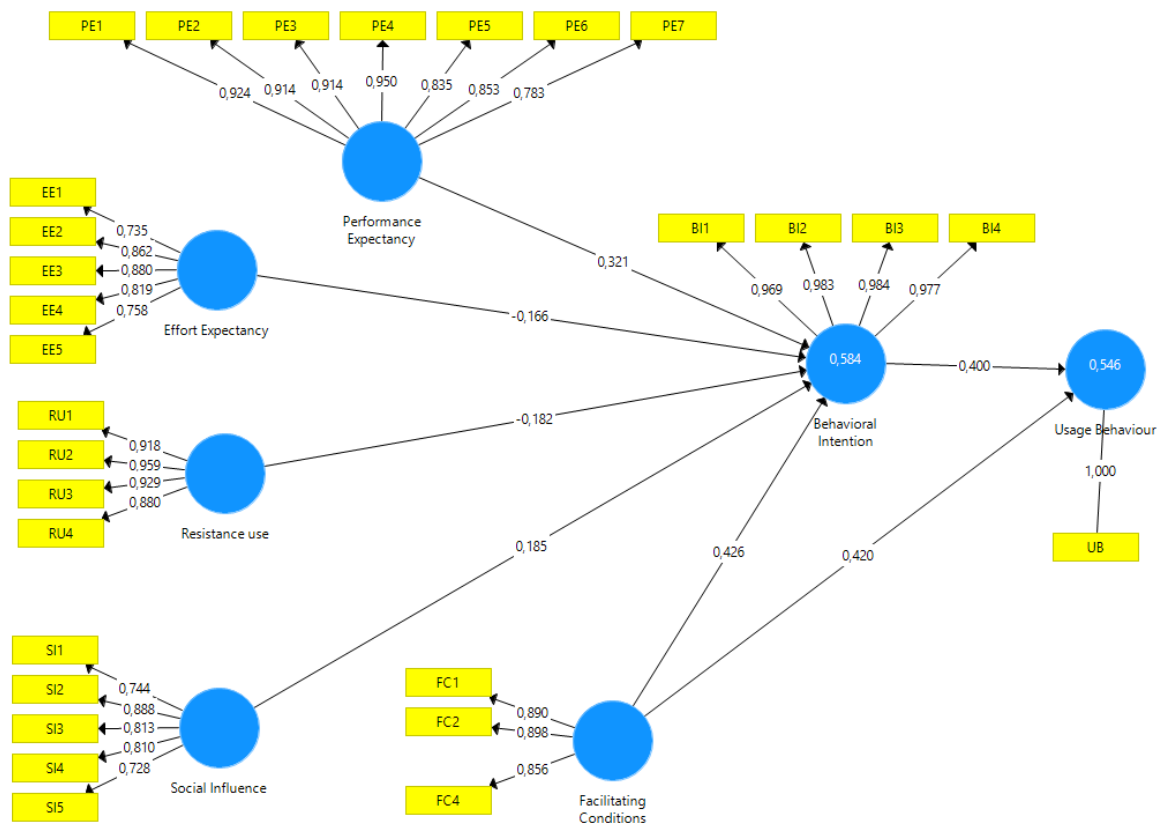 PE1
PE2
PE3
PE4
PE5
PE6
PE7
0,924
0,914
0,914
0,950
0,835
0,853
0,783
Performance
Expectancy
EE1
EE2
EE3
EE4
EE5
0,735
0,862
0,880
0,819
0,758
Effort Expectancy
RU1
RU2
RU3
RU4
0,918
0,959
0,929
0,880
Resistance use
SI1
SI2
SI3
SI4
SI5
0,744
0,888
0,813
0,810
0,728
Social Influence
FC1
FC2
FC4
0,890
0,898
0,856
Facilitating
Conditions
0,321
-0,166
-0,182
0,185
0,426
0,420
BI1
BI2
BI3
BI4
0,969
0,983
0,984
0,977
0,584
Behavioral
Intention
0,400
0,546
Usage Behaviour
1,000
UB